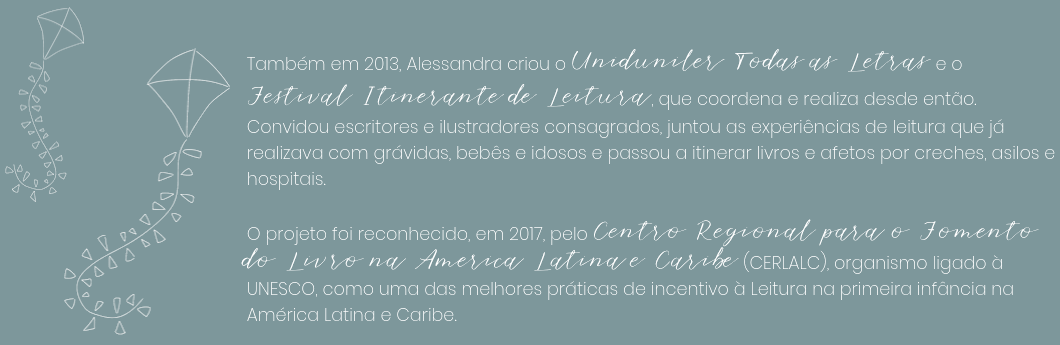 Também em 2013, Alessandra criou o Uniduniler Todas as Letras e o
Festival Itinerante de Leitura, que coordena e realiza desde então.
Convidou escritores e ilustradores consagrados, juntou as experiências de leitura que já
realizava com grávidas, bebês e idosos e passou a itinerar livros e afetos por creches, asilos e
hospitais.
O projeto foi reconhecido, em 2017, pelo Centro Regional para o Fomento
do Livro na America Latina e Caribe (CERLALC), organismo ligado à
UNESCO, como uma das melhores práticas de incentivo à Leitura na primeira infância na
América Latina e Caribe.